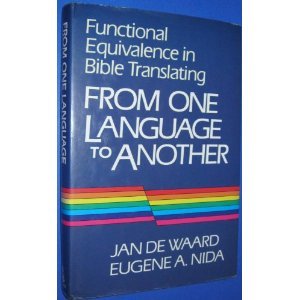 Functional
Equivalence in
Bible Translating
FROM ONE
LANGUAGE
TO ANOTHER
JAN DE WAARD
EUGENE A. NIDA
FROM ONE LANGUAGE